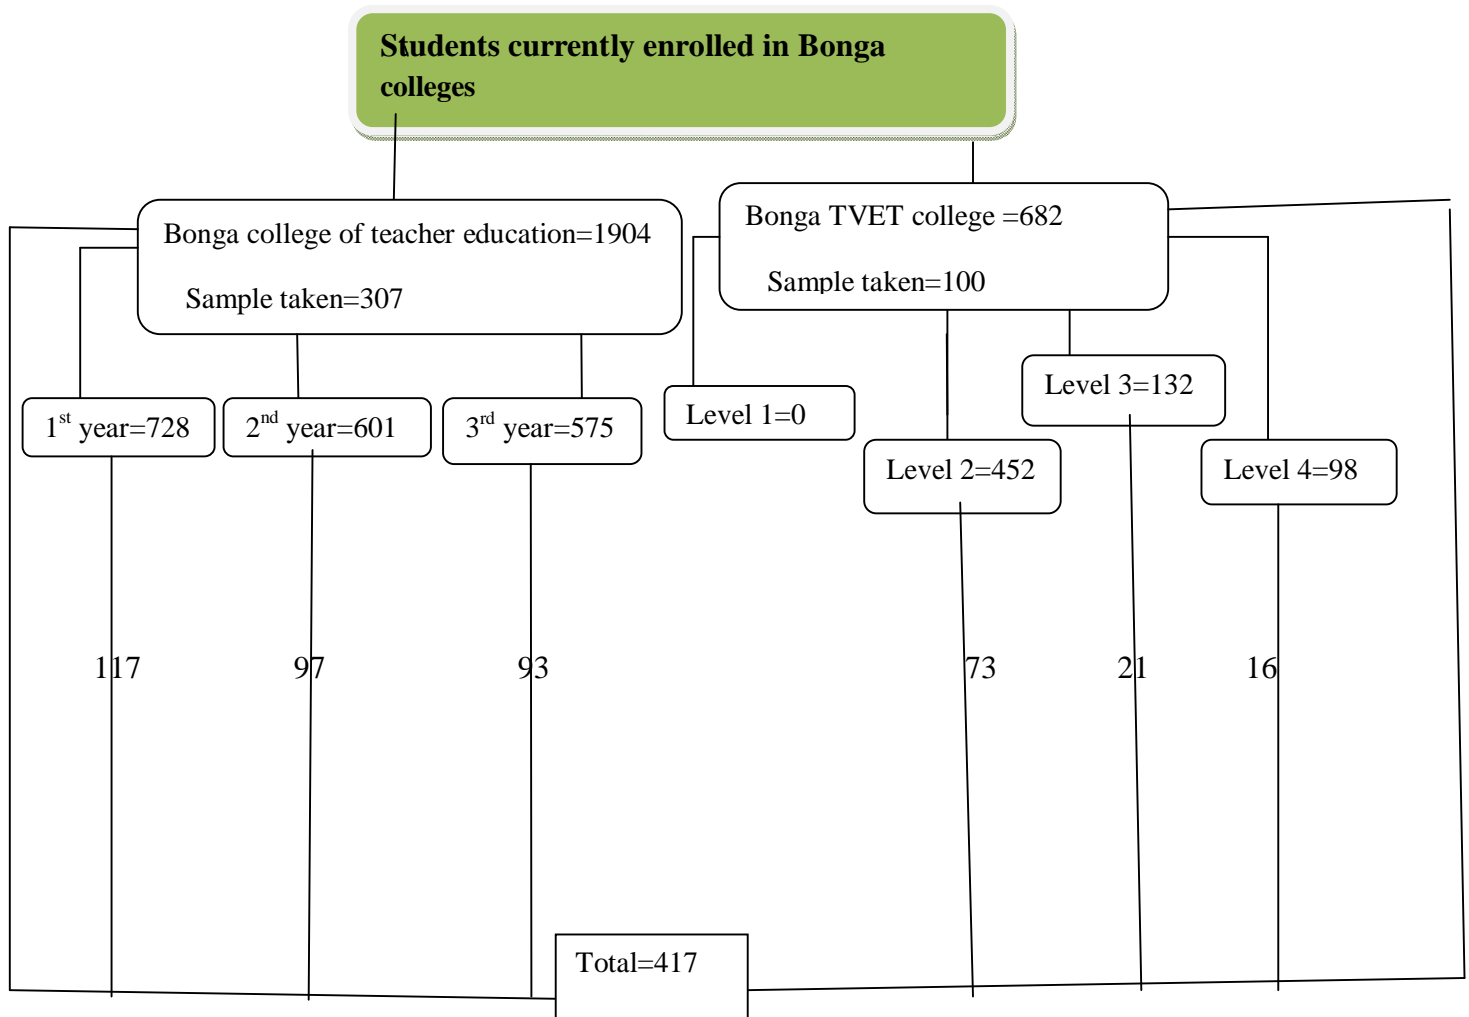 Students currently enrolled in Bonga
colleges
Bonga college of teacher education=1904
Sample taken=307
Bonga TVET college =682
Sample taken=100
1st year=728
2nd year=601
3rd year=575
Level 1=0
Level 2=452
Level 3=132
Level 4=98
117
97
93
73
21
16
Total=417